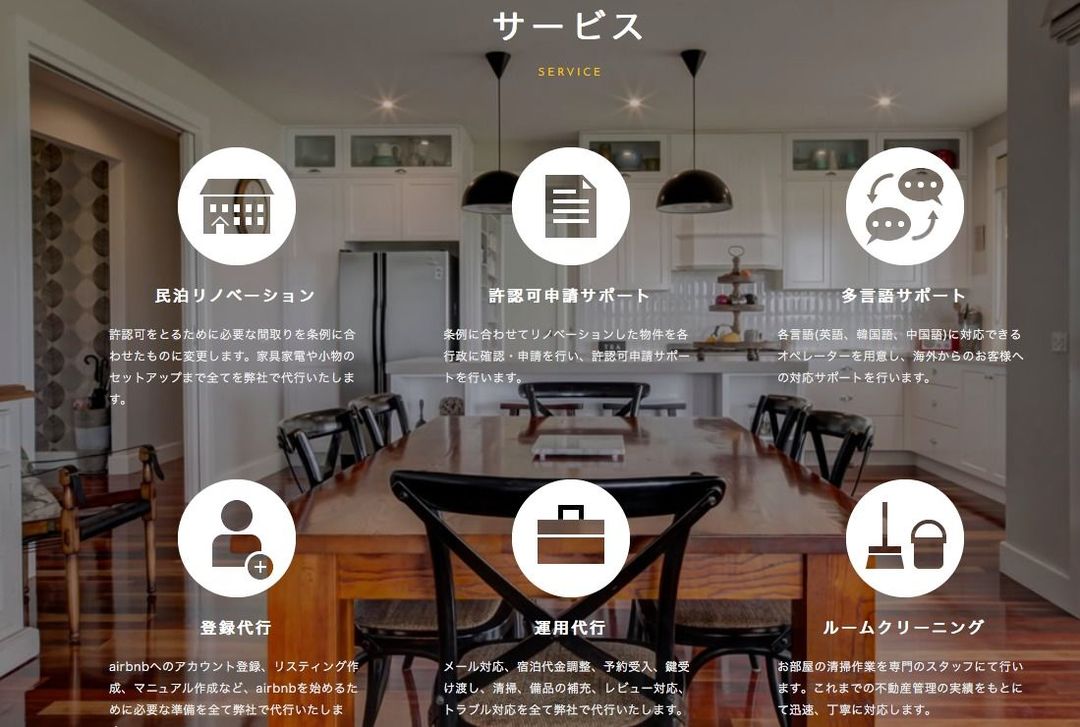 サービス
SERVICE
民泊リノベーション
許認可をとるために必要な間取りを条例に合
わせたものに変更します。家具家電や小物の
セットアップまで全てを弊社で代行いたしま
す。
許認可申請サポート
条例に合わせてリノベーションした物件を各
行政に確認・申請を行い、許認可申請サポー
トを行います。
多言語サポート
各言語(英語、韓国語、中国語)に対応できる
オペレーターを用意し、海外からのお客様へ
の対応サポートを行います。
登録代行
airbnbへのアカウント登録、リスティング作
成、マニュアル作成など、airbnbを始めるた
めに必要な準備を全て弊社で代行いたしま
運用代行
メール対応、宿泊代金調整、予約受入、鍵受
け渡し、清掃、備品の補充、レビュー対応、
トラブル対応を全て弊社で代行いたします。
ルームクリーニング
お部屋の清掃作業を専門のスタッフにて行い
ます。これまでの不動産管理の実績をもとに
て迅速、丁寧に対応します。